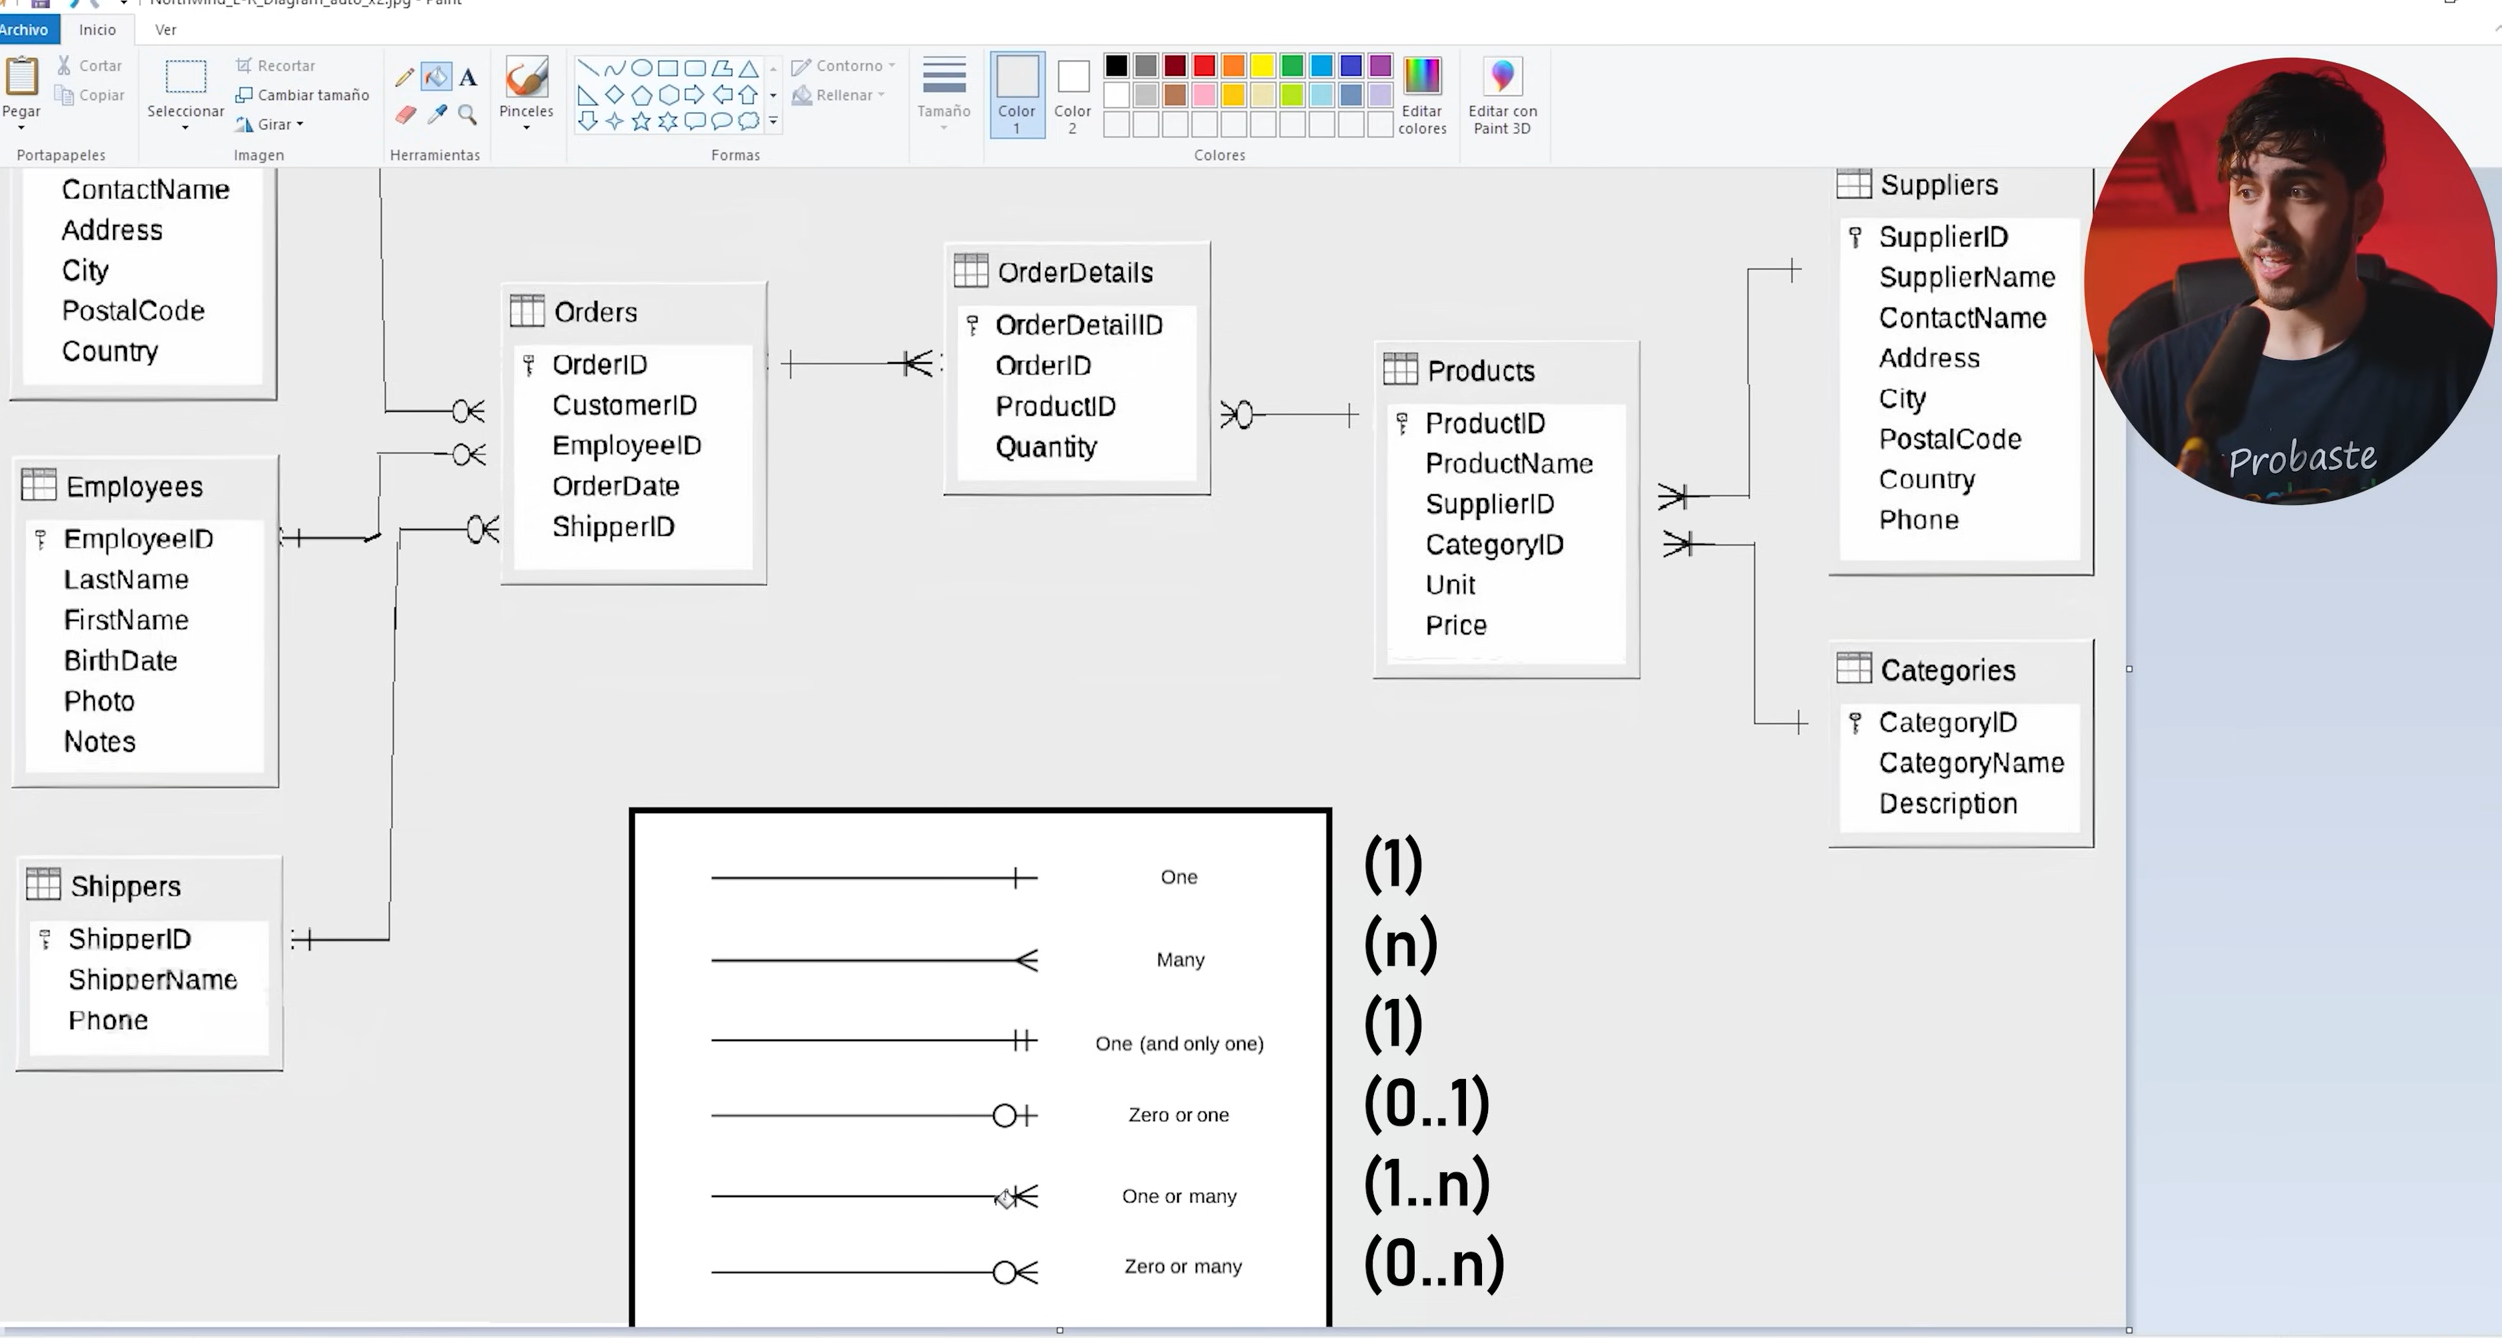 Northwind_E-R_Diagram_auto_x2.jpg - Paint
Archivo
Inicio
Ver
Pegar
Cortar
Copiar
Portapapeles
Seleccionar
Recortar
Cambiar tamaño
Girar
Imagen
Herramientas
Pinceles
Contorno
Rellenar
Formas
Tamaño
Color
1
Color
2
Editar
colores
Colores
Editar con
Paint 3D
ContactName
Address
City
PostalCode
Country
Employees
EmployeeID
LastName
FirstName
BirthDate
Photo
Notes
Shippers
ShipperID
ShipperName
Phone
Orders
OrderID
CustomerID
EmployeeID
OrderDate
ShipperID
OrderDetails
OrderDetailID
OrderID
ProductID
Quantity
Products
ProductID
ProductName
SupplierID
CategoryID
Unit
Price
Suppliers
SupplierID
SupplierName
ContactName
Address
City
PostalCode
Country
Phone
Categories
CategoryID
CategoryName
Description
Probaste
One (1)
Many (n)
One (and only one) (1)
Zero or one (0..1)
One or many (1..n)
Zero or many (0..n)